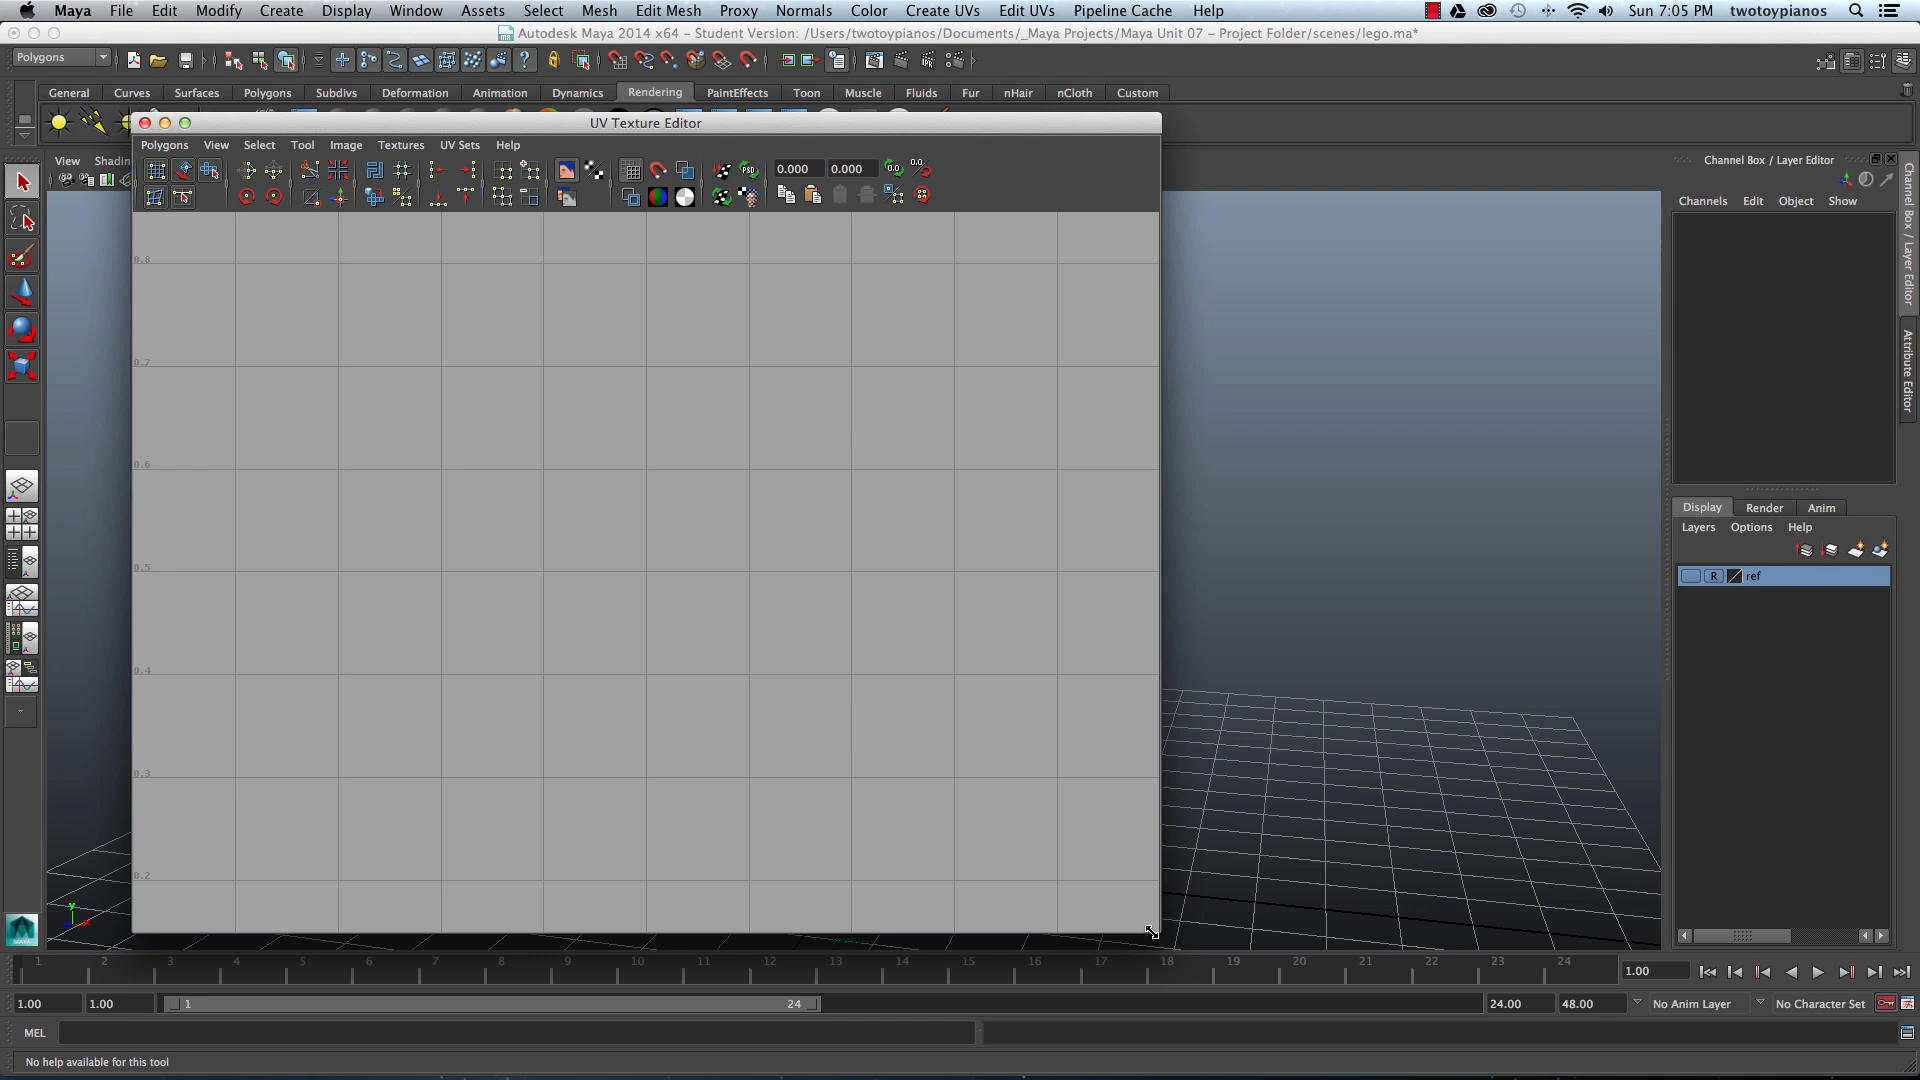 Maya File Edit Modify Create Display Window Assets Select Mesh Edit Mesh Proxy Normals Color Create UVs Edit UVs Pipeline Cache Help Sun 7:05 PM twotoypianos
Autodesk Maya 2014 x64 – Student Version: /Users/twotoypianos/Documents/_Maya Projects/Maya Unit 07 – Project Folder/scenes/lego.ma*
Polygons
General Curves Surfaces Polygons Subdivs Deformation Animation Dynamics Rendering PaintEffects Toon Muscle Fluids Fur nHair nCloth Custom
UV Texture Editor
Polygons View Select Tool Image Textures UV Sets Help
View Shadin
Channel Box / Layer Editor
0.000 0.000 0.0 0.0
PSD
Channels Edit Object Show
Channel Box / Layer Editor
Attribute Editor
0.8
0.7
0.6
0.5
0.4
0.3
0.2
Display Render Anim
Layers Options Help
R ref
y
x
MAYA
1 2 3 4 5 6 7 8 9 10 11 12 13 14 15 16 17 18 19 20 21 22 23 24 1.00
1.00 1.00 1 24 24.00 48.00 No Anim Layer No Character Set
MEL
No help available for this tool